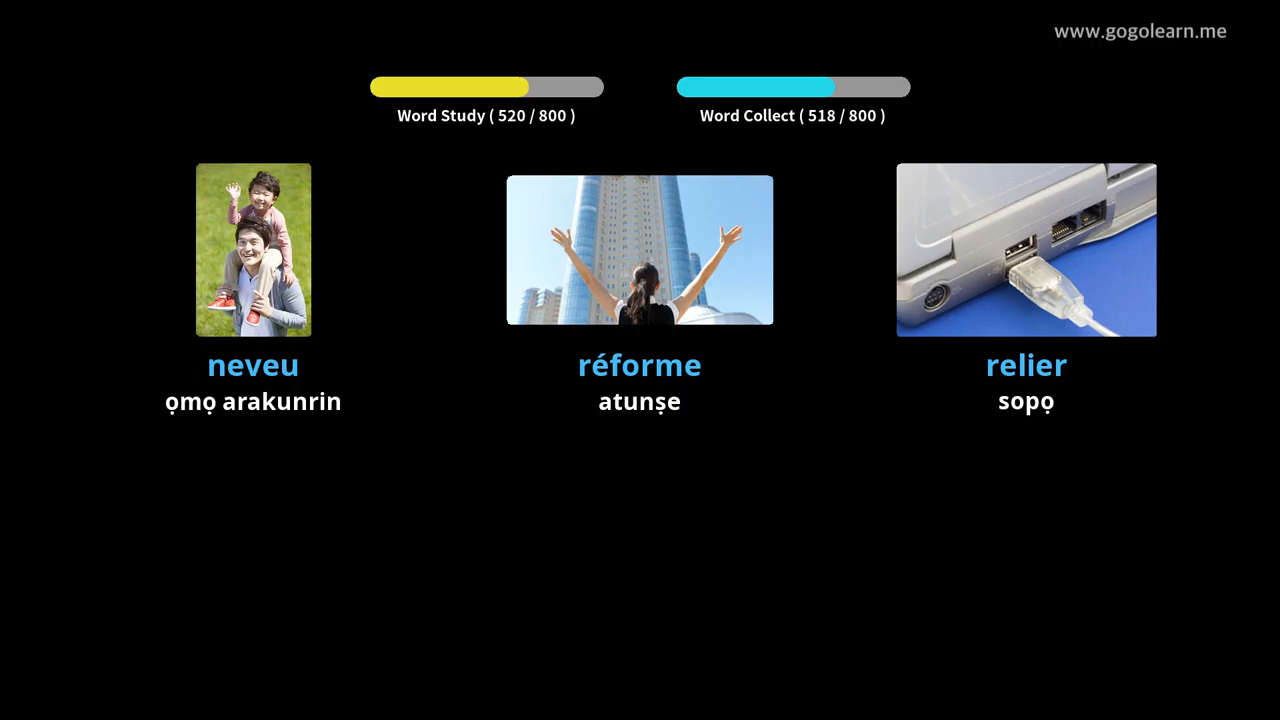 www.gogolearn.me
Word Study ( 520 / 800 )
Word Collect ( 518 / 800 )
neveu
ọmọ arakunrin
réforme
atunṣe
relier
sopọ